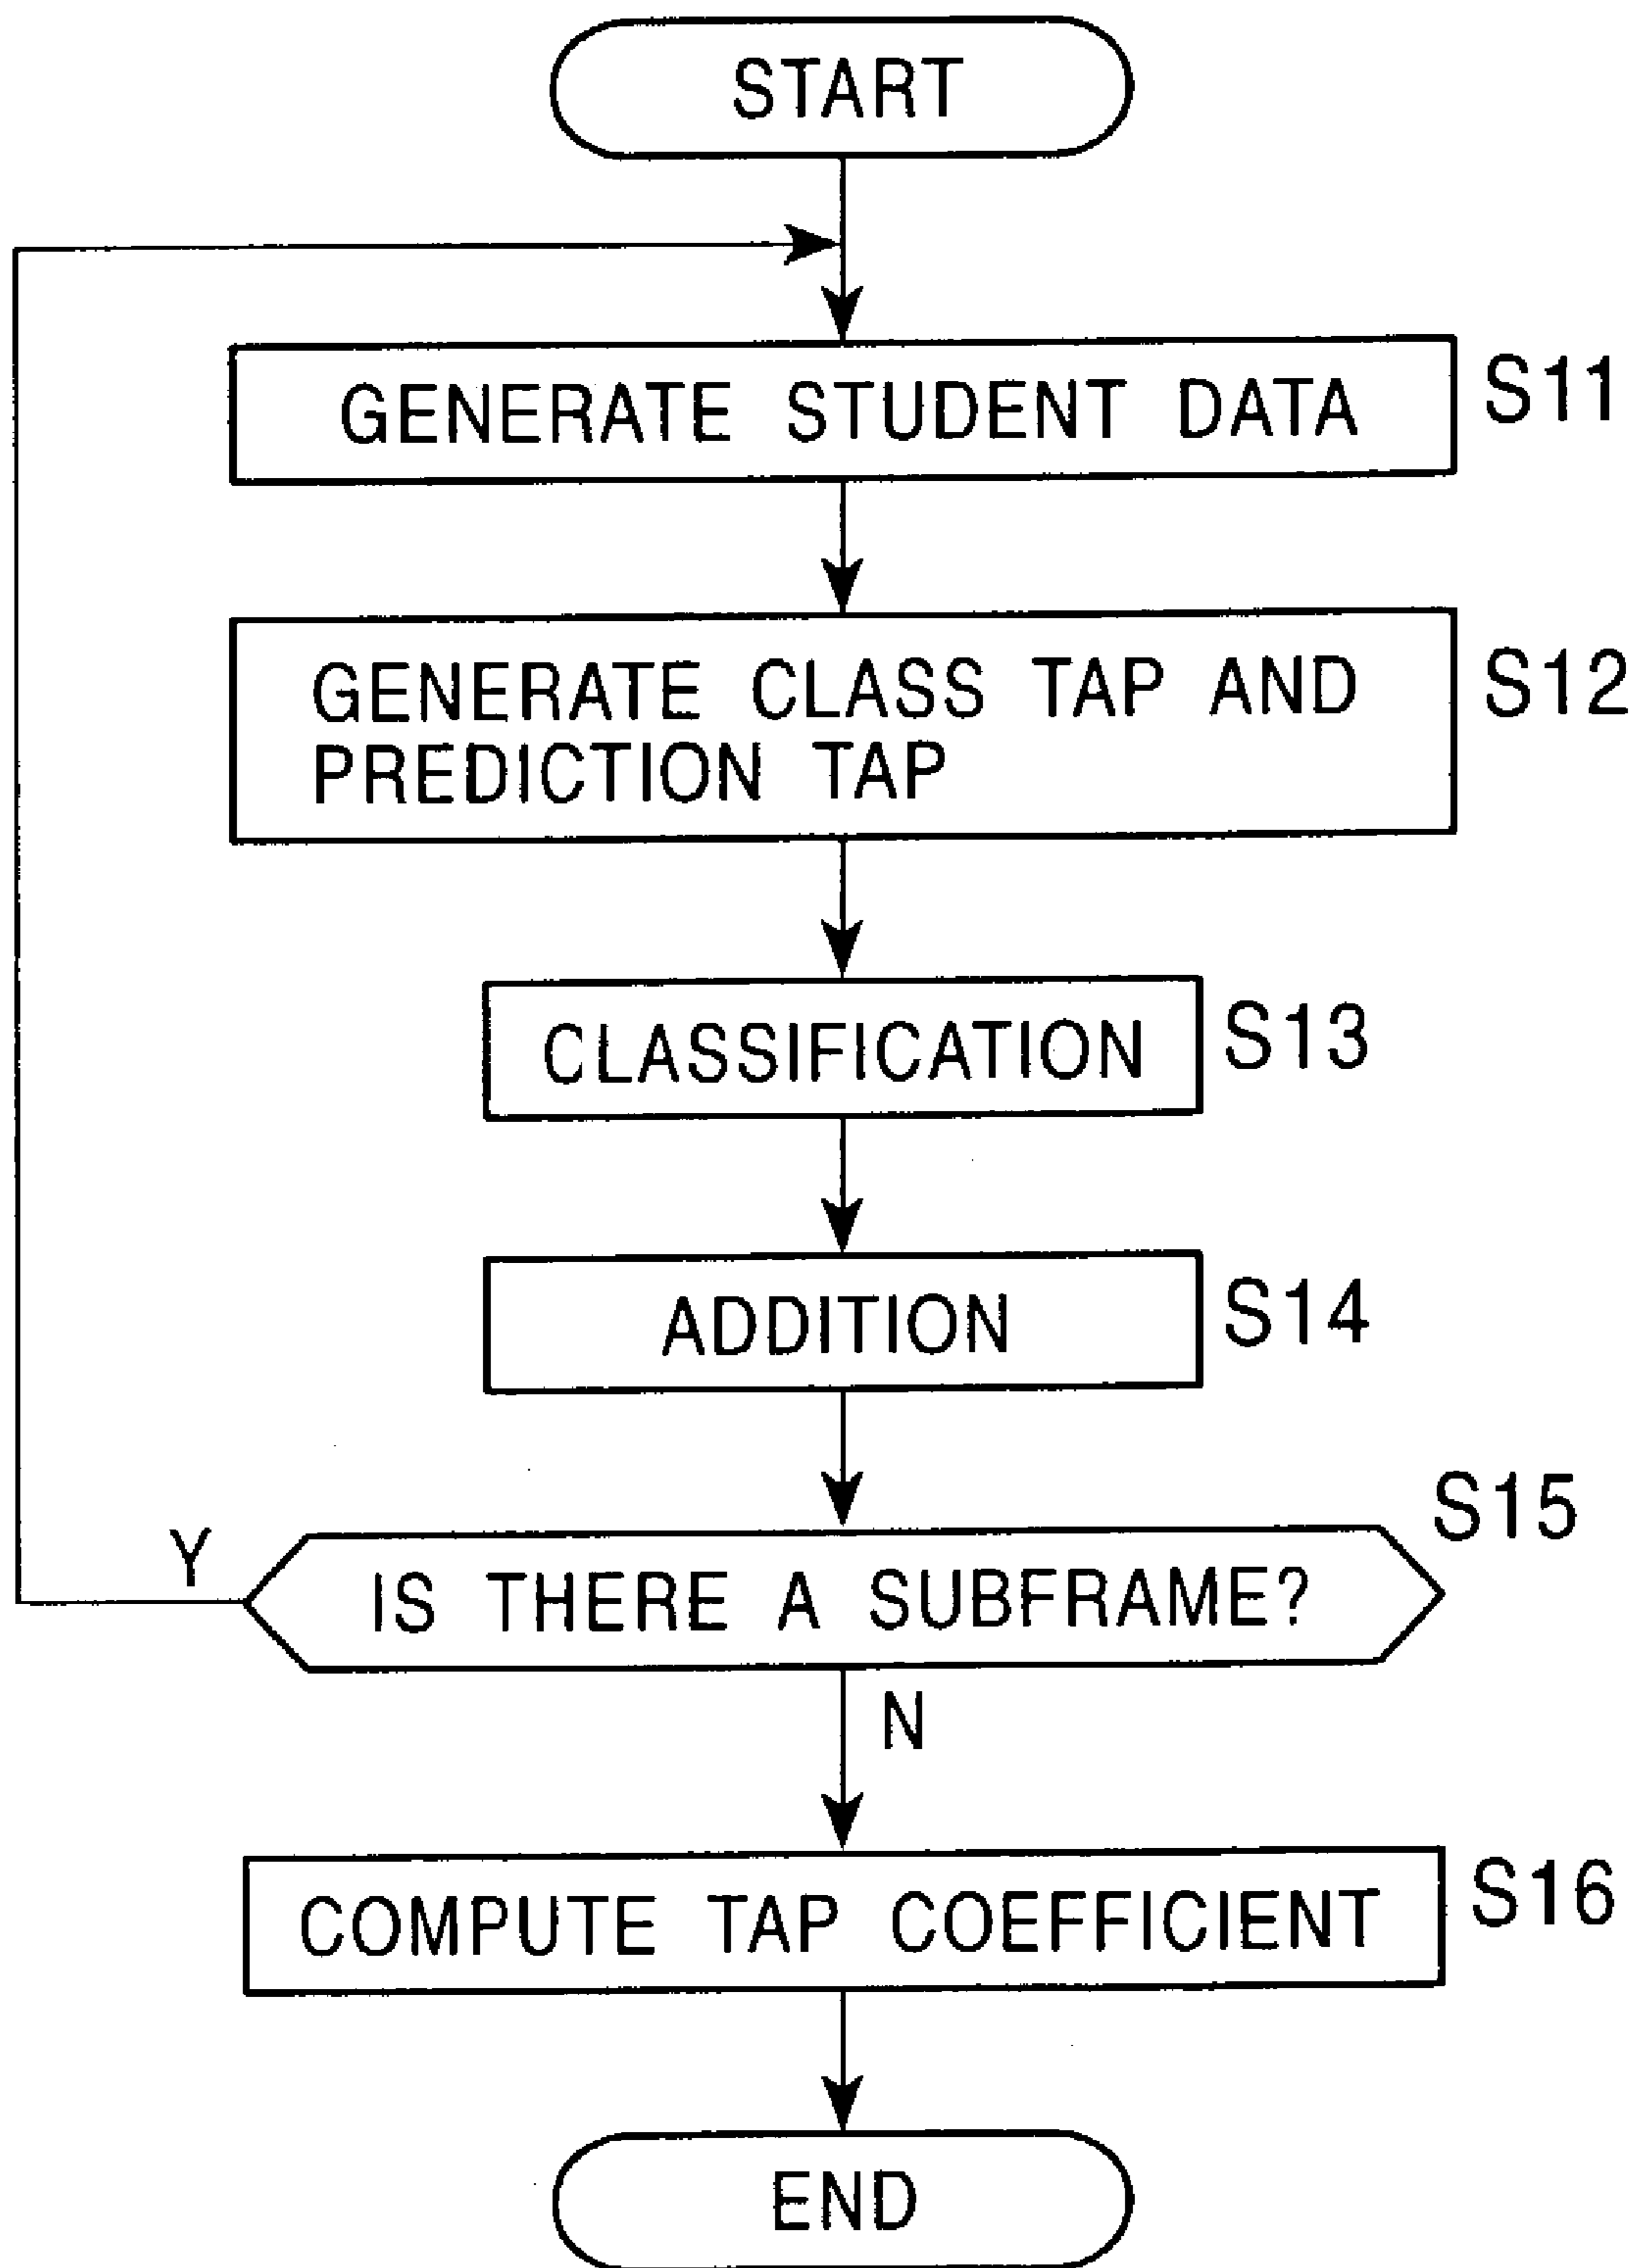 START
GENERATE STUDENT DATA S11
GENERATE CLASS TAP AND
PREDICTION TAP
S12
CLASSIFICATION S13
ADDITION S14
S15
Y
IS THERE A SUBFRAME?
N
COMPUTE TAP COEFFICIENT S16
END